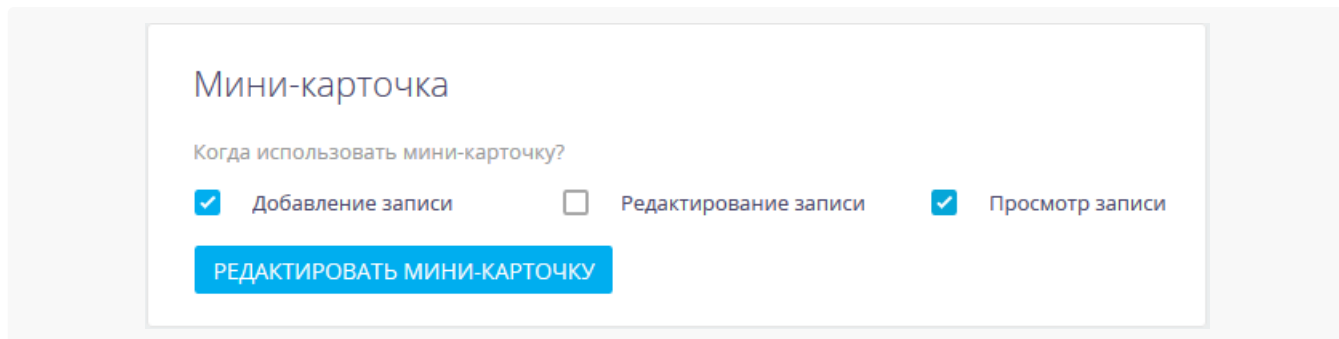 Мини-карточка
Когда использовать мини-карточку?
Добавление записи Редактирование записи Просмотр записи
РЕДАКТИРОВАТЬ МИНИ-КАРТОЧКУ